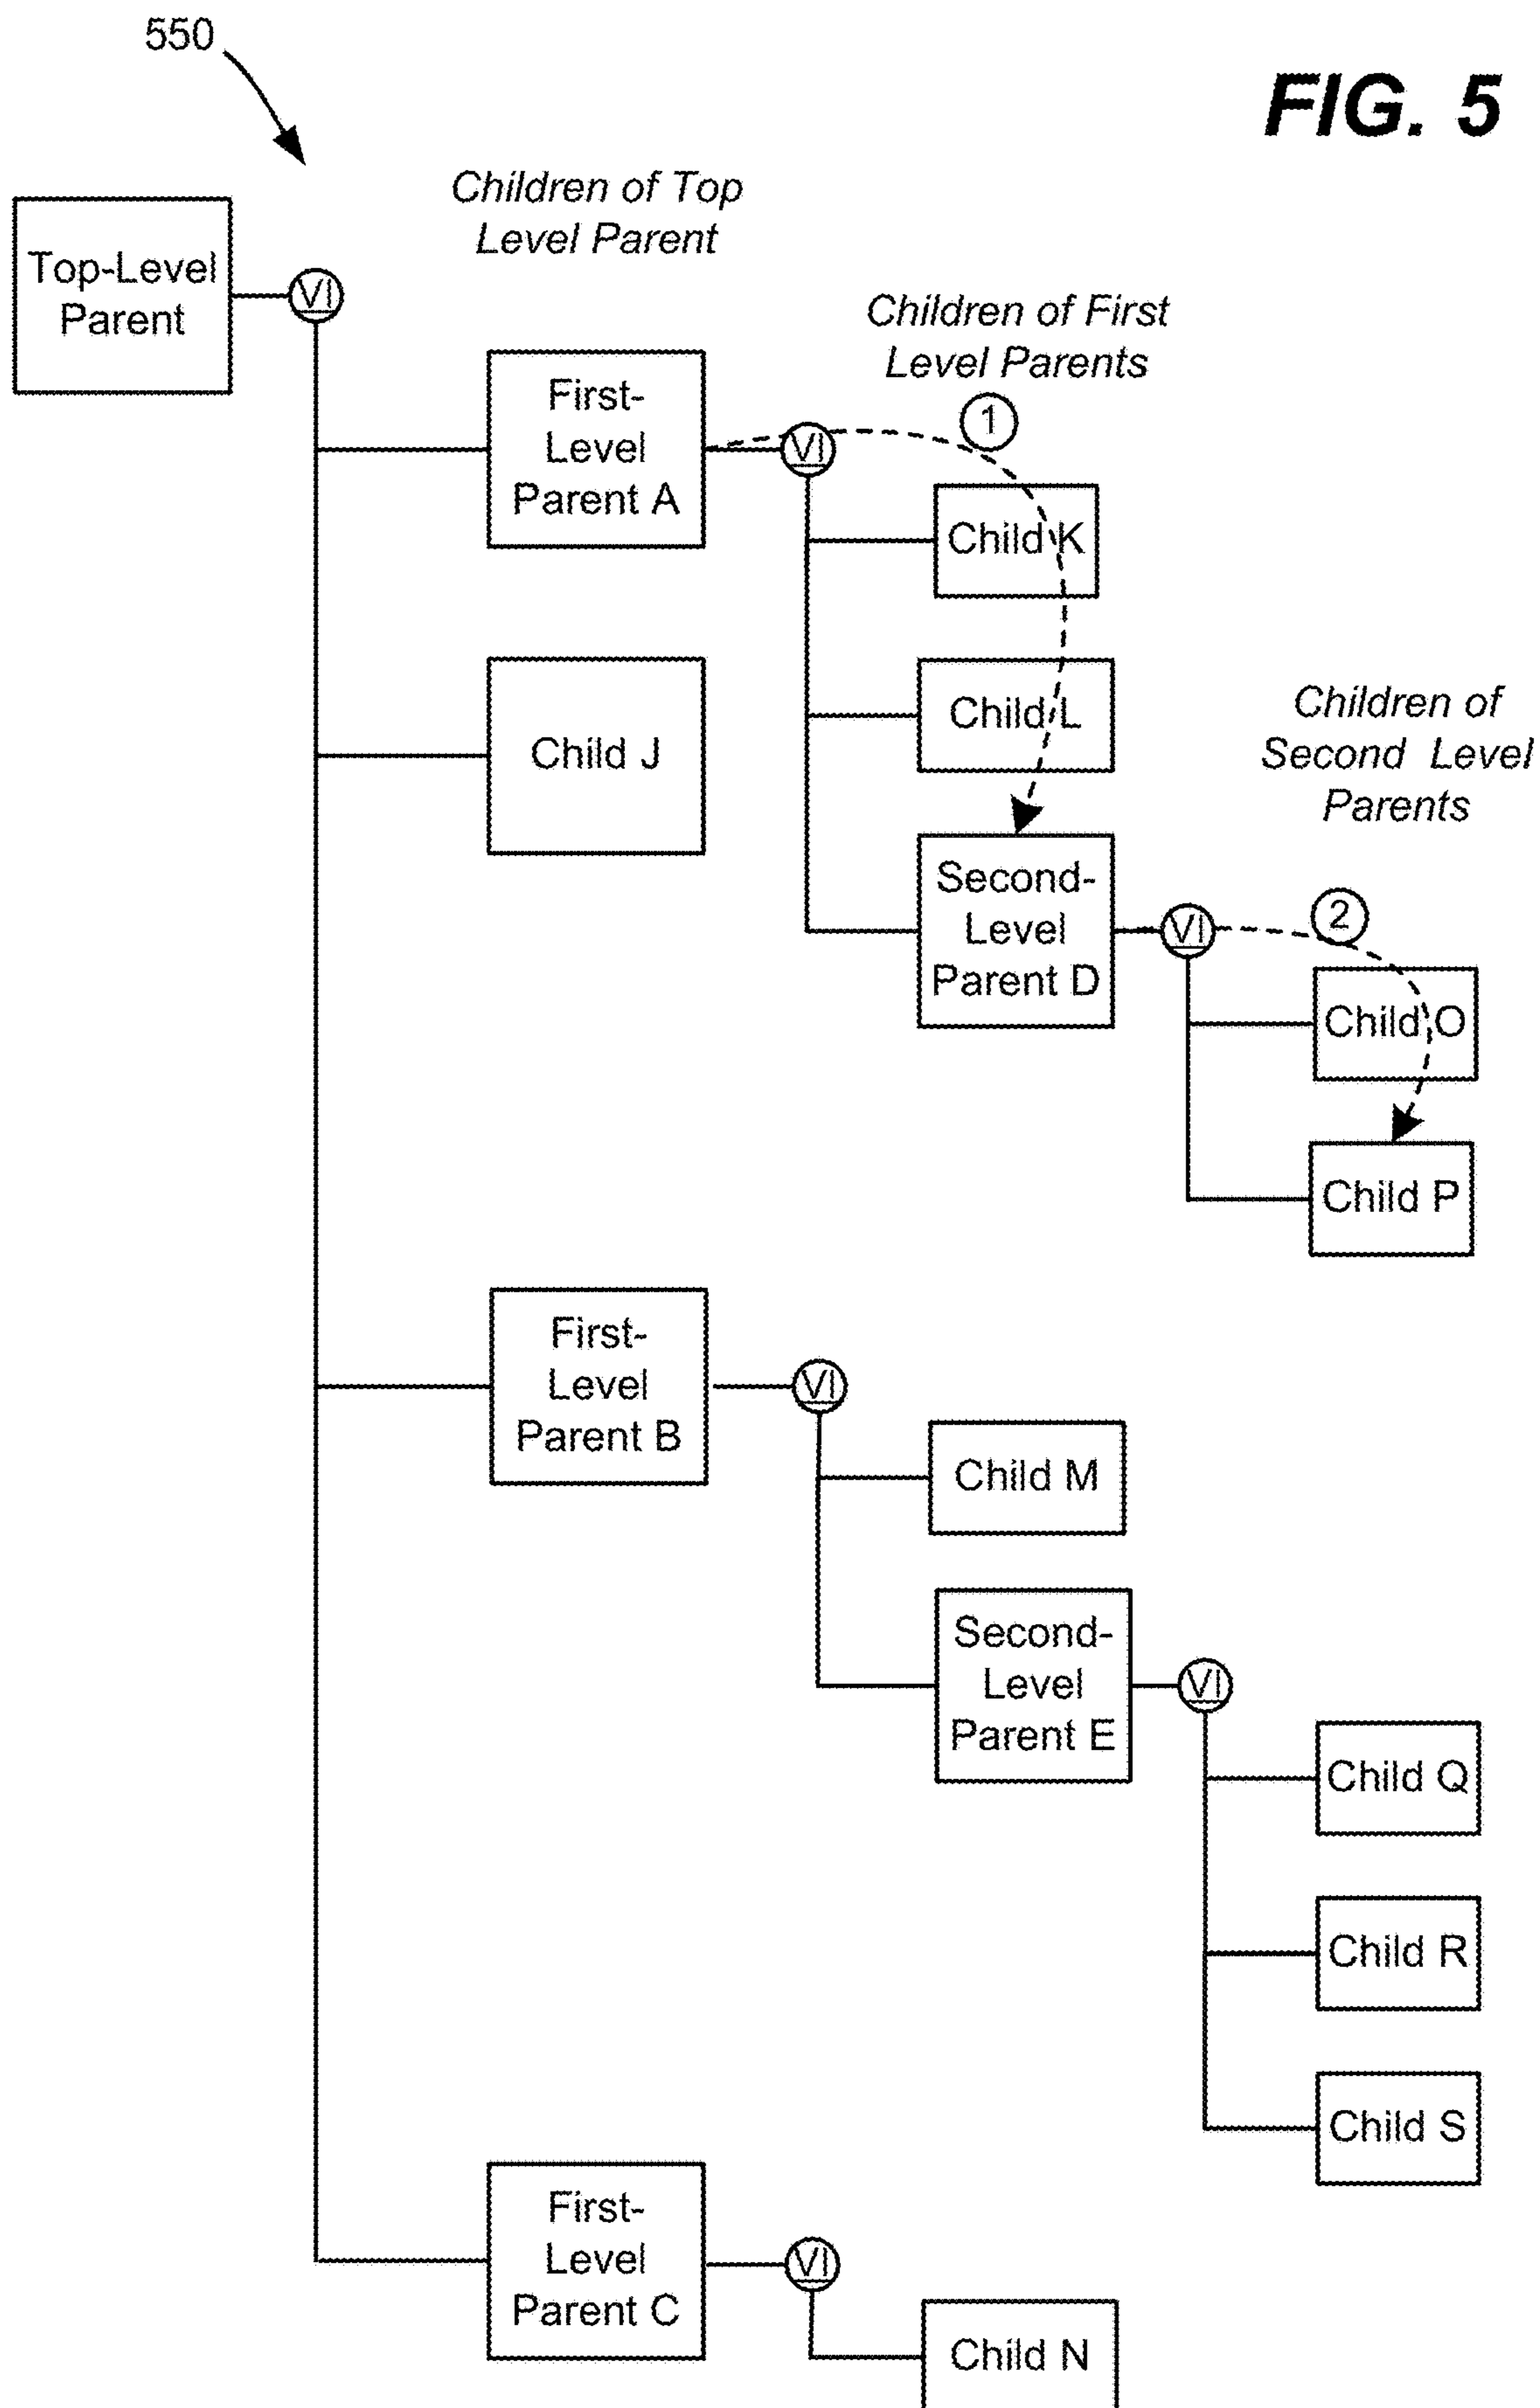 550
FIG. 5
Children of Top
Level Parent
Top-Level
Parent
VI
Children of First
Level Parents
First-
Level
Parent A
VI
1
Child K
Child J
Child L
Children of
Second Level
Parents
Second-
Level
Parent D
VI
2
Child O
Child P
First-
Level
Parent B
VI
Child M
Second-
Level
Parent E
VI
Child Q
Child R
Child S
First-
Level
Parent C
VI
Child N